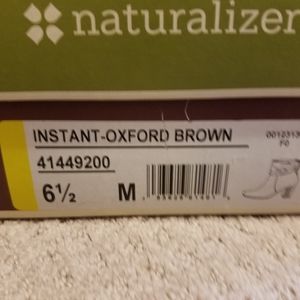 naturalizer
INSTANT-OXFORD BROWN
41449200
6½ M